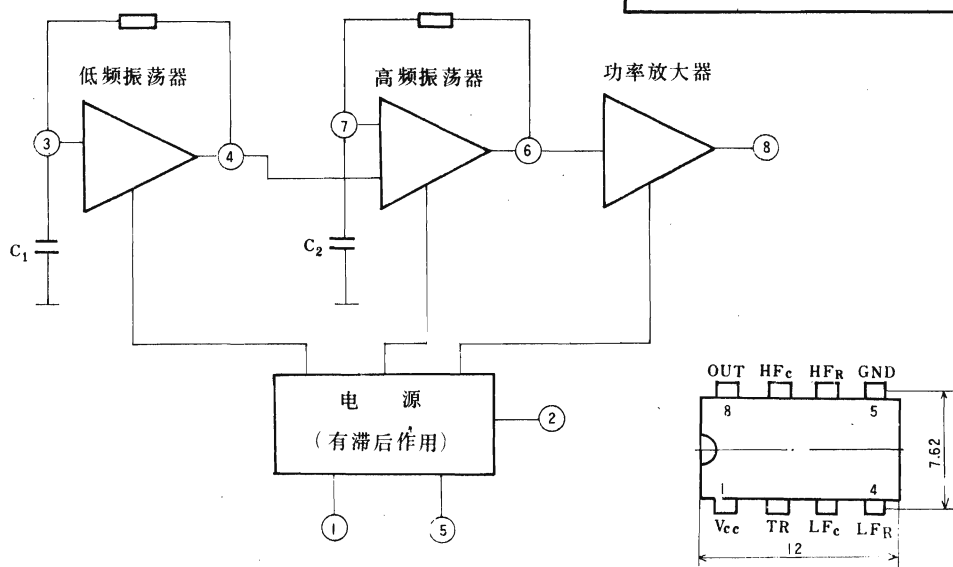 低频振荡器
高频振荡器
功率放大器
3
4
7
6
8
C₁
C₂
电 源
(有滞后作用)
2
1
5
OUT HFc HFR GND
8 5
7.62
1 4
Vcc TR LFc LFR
12